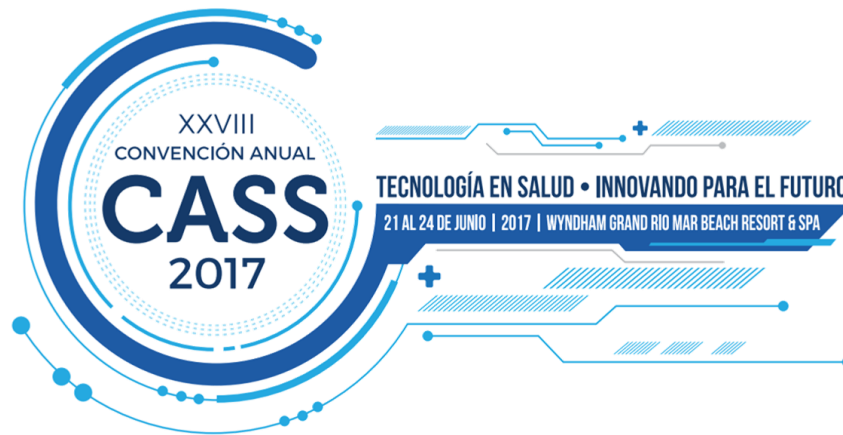 XXVIII
CONVENCIÓN ANUAL
CASS
2017
TECNOLOGÍA EN SALUD • INNOVANDO PARA EL FUTURO
21 AL 24 DE JUNIO | 2017 | WYNDHAM GRAND RIO MAR BEACH RESORT & SPA